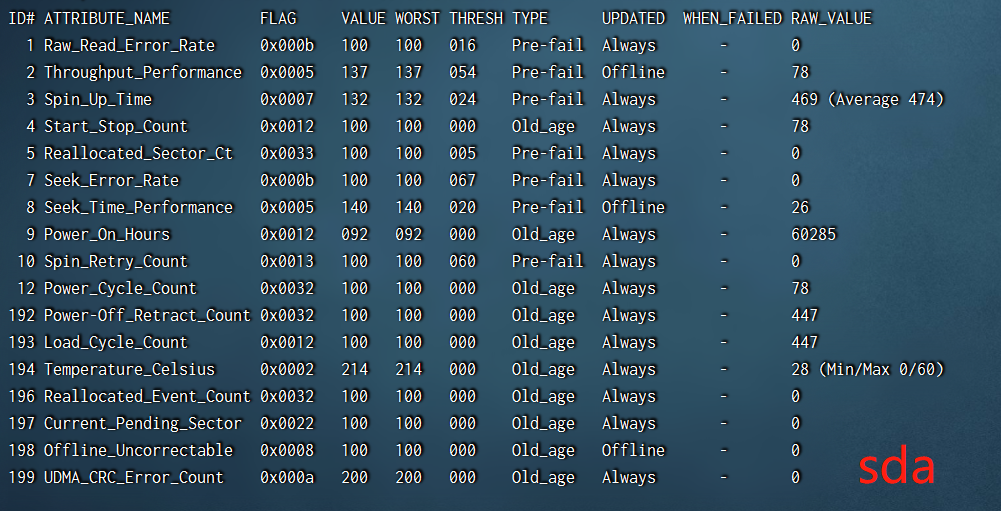 ID# ATTRIBUTE_NAME FLAG VALUE WORST THRESH TYPE UPDATED WHEN_FAILED RAW_VALUE
1 Raw_Read_Error_Rate 0x000b 100 100 016 Pre-fail Always - 0
2 Throughput_Performance 0x0005 137 137 054 Pre-fail Offline - 78
3 Spin_Up_Time 0x0007 132 132 024 Pre-fail Always - 469 (Average 474)
4 Start_Stop_Count 0x0012 100 100 000 Old_age Always - 78
5 Reallocated_Sector_Ct 0x0033 100 100 005 Pre-fail Always - 0
7 Seek_Error_Rate 0x000b 100 100 067 Pre-fail Always - 0
8 Seek_Time_Performance 0x0005 140 140 020 Pre-fail Offline - 26
9 Power_On_Hours 0x0012 092 092 000 Old_age Always - 60285
10 Spin_Retry_Count 0x0013 100 100 060 Pre-fail Always - 0
12 Power_Cycle_Count 0x0032 100 100 000 Old_age Always - 78
192 Power-Off_Retract_Count 0x0032 100 100 000 Old_age Always - 447
193 Load_Cycle_Count 0x0012 100 100 000 Old_age Always - 447
194 Temperature_Celsius 0x0002 214 214 000 Old_age Always - 28 (Min/Max 0/60)
196 Reallocated_Event_Count 0x0032 100 100 000 Old_age Always - 0
197 Current_Pending_Sector 0x0022 100 100 000 Old_age Always - 0
198 Offline_Uncorrectable 0x0008 100 100 000 Old_age Offline - 0
199 UDMA_CRC_Error_Count 0x000a 200 200 000 Old_age Always - 0
sda